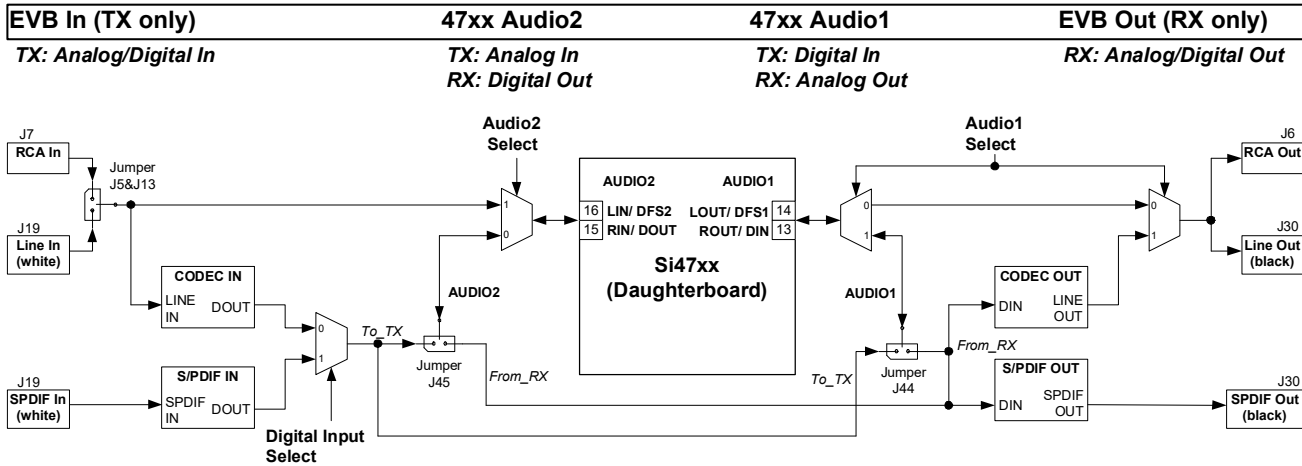 EVB In (TX only) 47xx Audio2 47xx Audio1 EVB Out (RX only)
TX: Analog/Digital In
TX: Analog In
RX: Digital Out
TX: Digital In
RX: Analog Out
RX: Analog/Digital Out
J7
RCA In
Jumper
J5&J13
J19
Line In
(white)
CODEC IN
LINE
IN
DOUT
J19
SPDIF In
(white)
S/PDIF IN
SPDIF
IN
DOUT
0
1
Digital Input
Select
To_TX
Jumper
J45
From_RX
AUDIO2
Audio2
Select
1
0
AUDIO2 AUDIO1
16 LIN/ DFS2 LOUT/ DFS1 14
15 RIN/ DOUT ROUT/ DIN 13
Si47xx
(Daughterboard)
Audio1
Select
0
1
AUDIO1
To_TX
Jumper
J44
From_RX
CODEC OUT
DIN
LINE
OUT
S/PDIF OUT
DIN
SPDIF
OUT
0
1
J6
RCA Out
J30
Line Out
(black)
J30
SPDIF Out
(black)